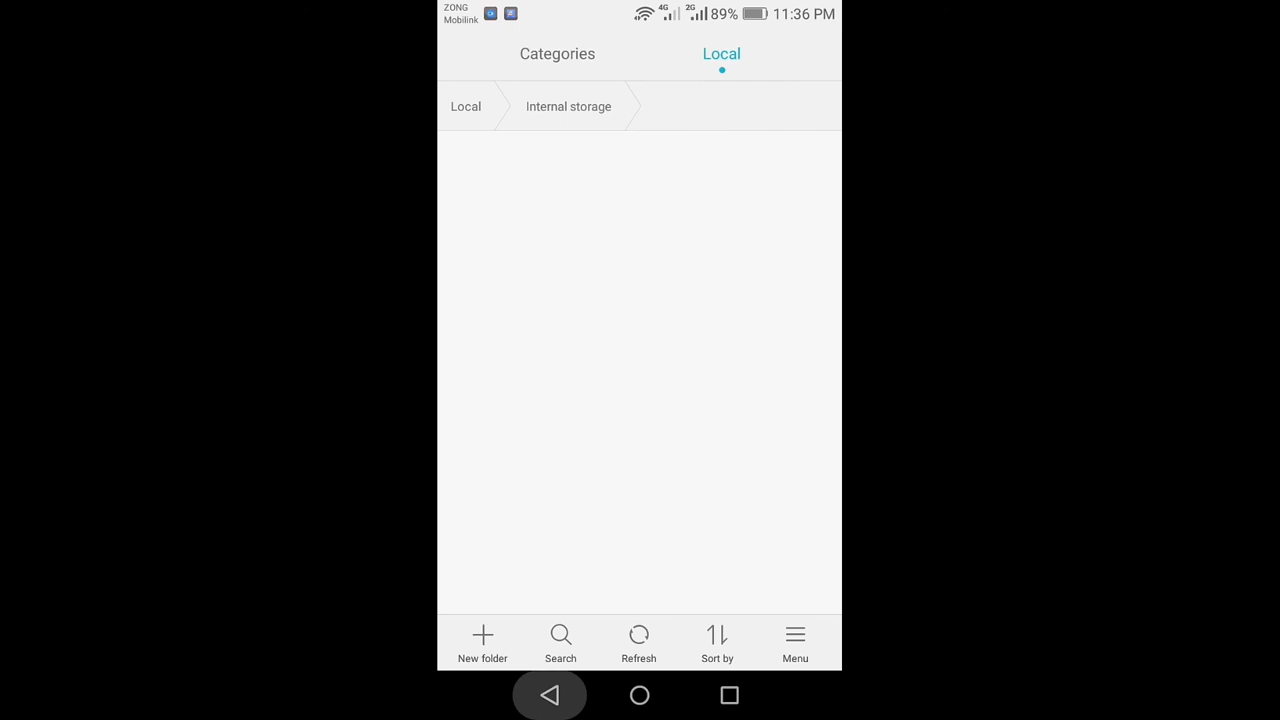 ZONG
Mobilink
4G 2G 89% 11:36 PM
Categories Local
Local Internal storage
New folder Search Refresh Sort by Menu